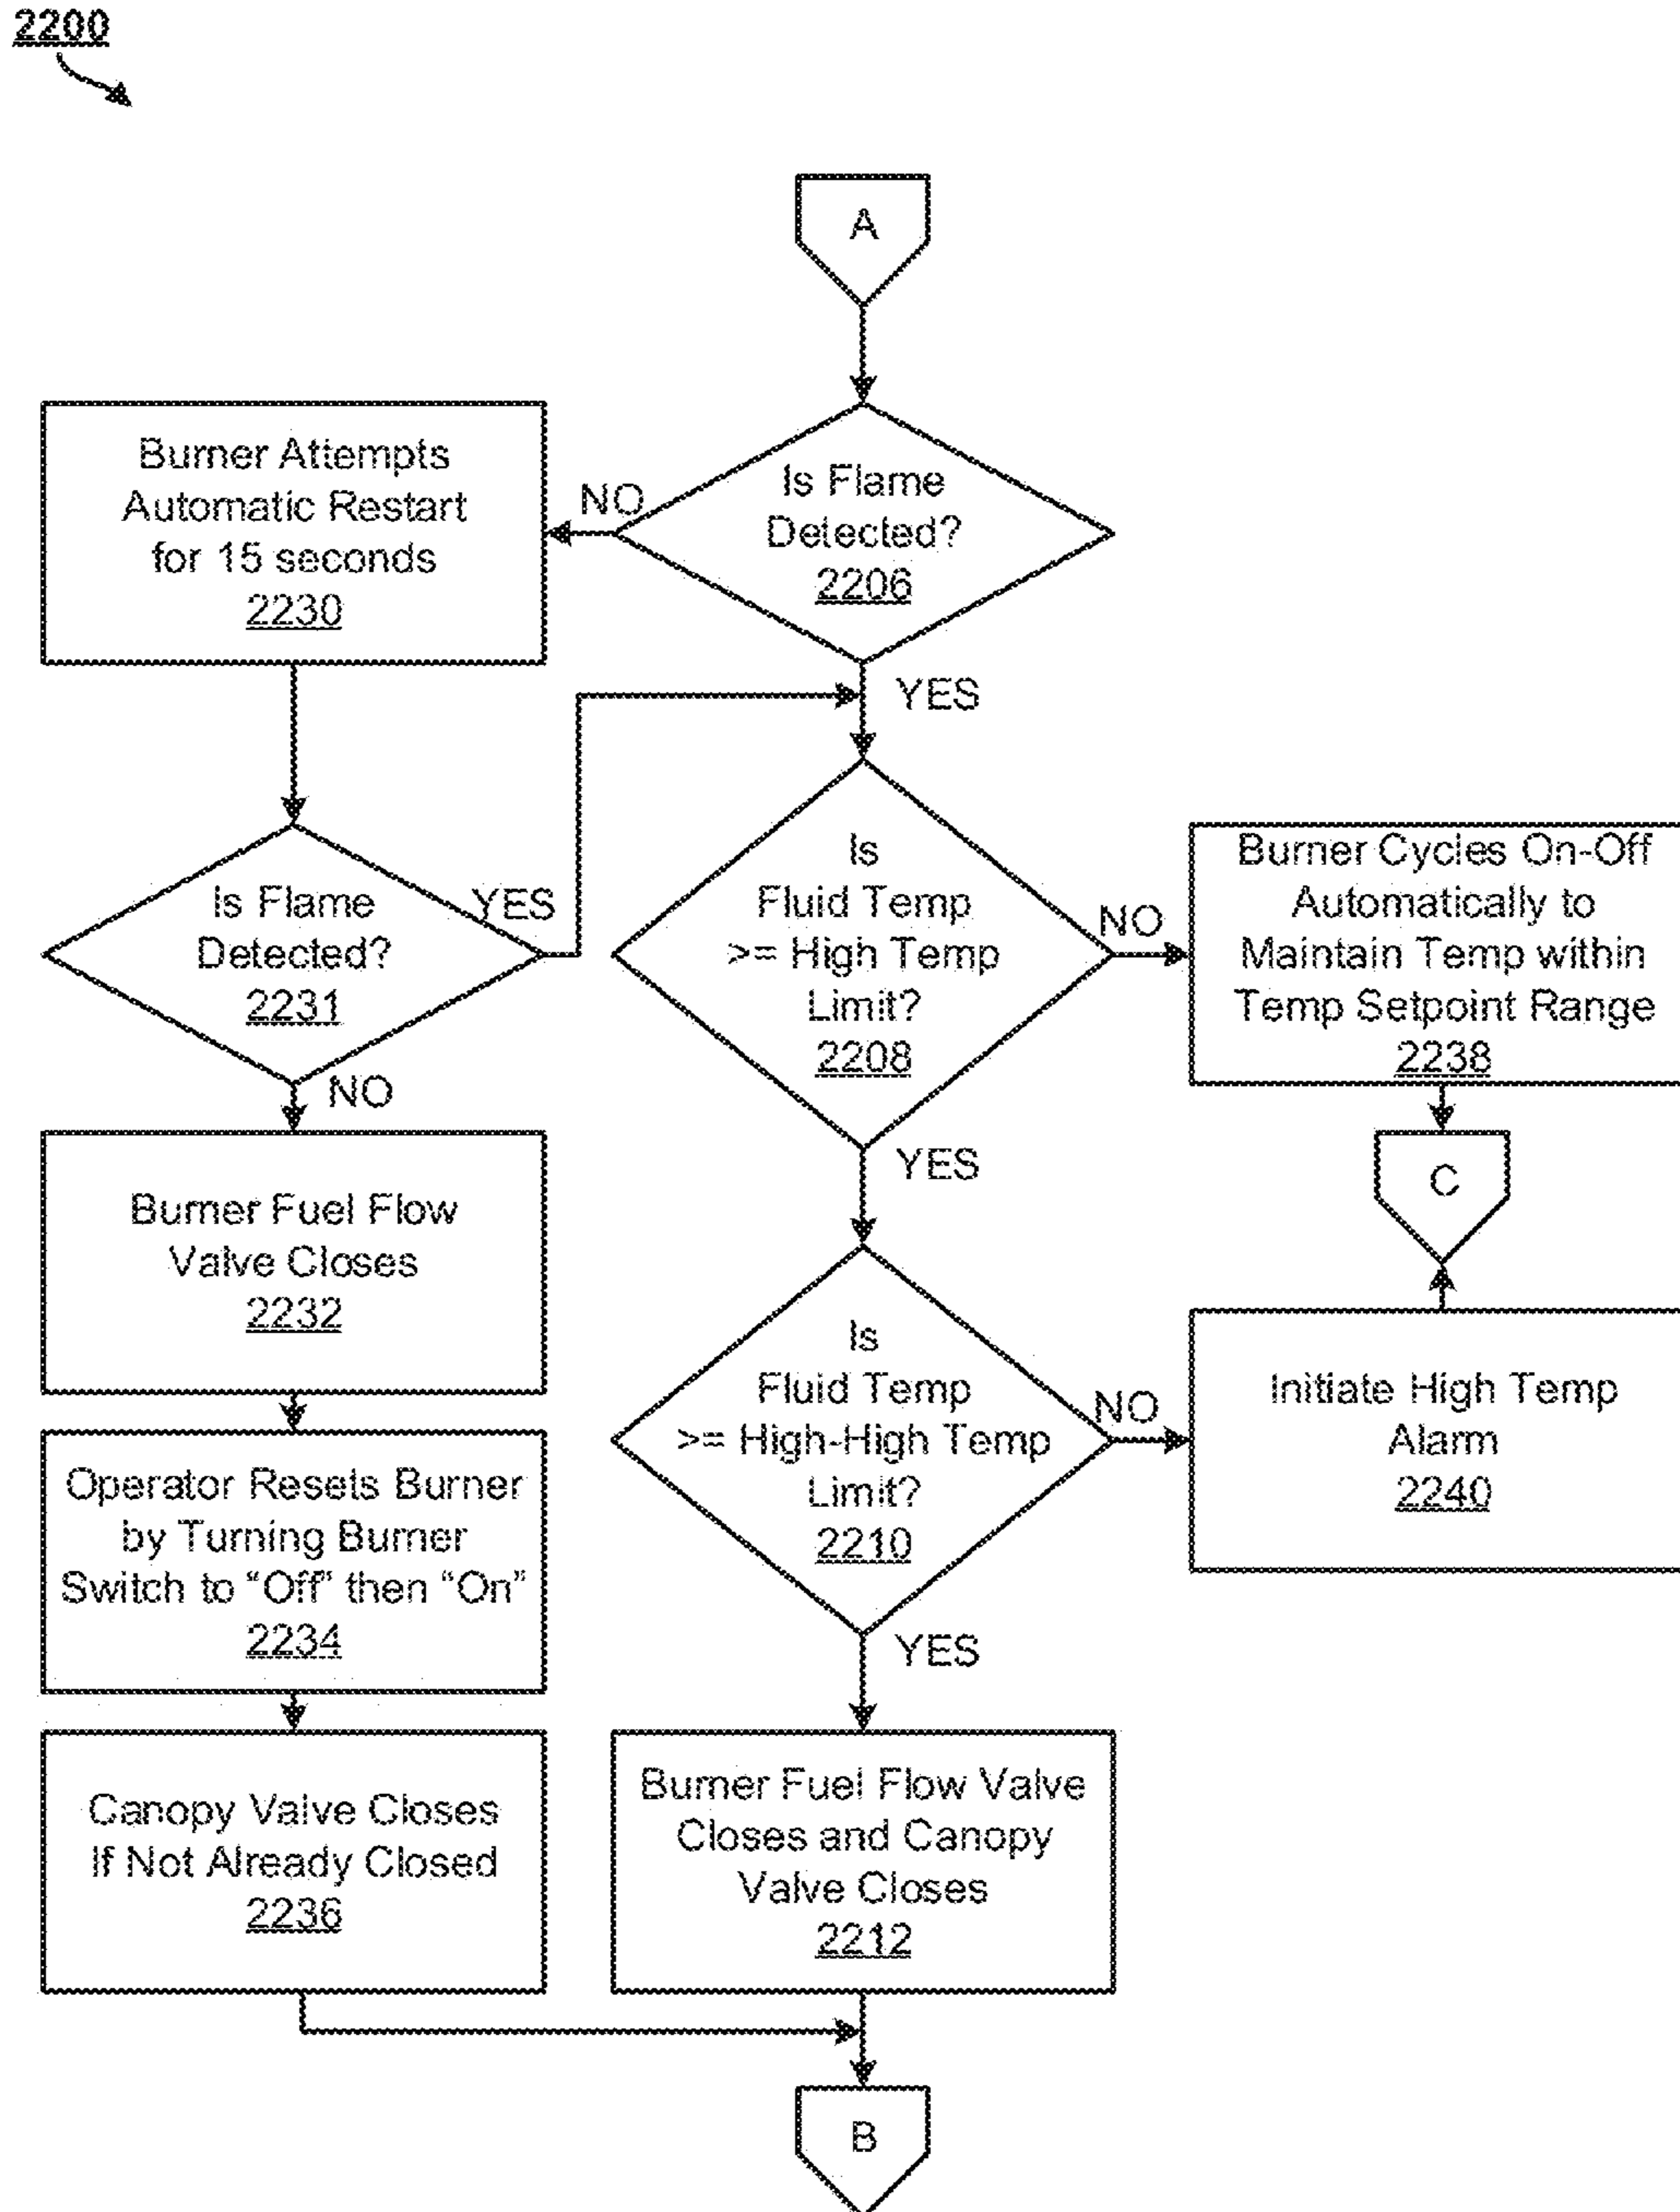 2200
A
Burner Attempts
Automatic Restart
for 15 seconds
2230
NO
Is Flame
Detected?
2206
YES
Is Flame
Detected?
2231
YES
NO
Is
Fluid Temp
>= High Temp
Limit?
2208
NO
YES
Burner Cycles On-Off
Automatically to
Maintain Temp within
Temp Setpoint Range
2238
C
Burner Fuel Flow
Valve Closes
2232
Is
Fluid Temp
>= High-High Temp
Limit?
2210
NO
YES
Initiate High Temp
Alarm
2240
Operator Resets Burner
by Turning Burner
Switch to “Off” then “On”
2234
Canopy Valve Closes
If Not Already Closed
2236
Burner Fuel Flow Valve
Closes and Canopy
Valve Closes
2212
B